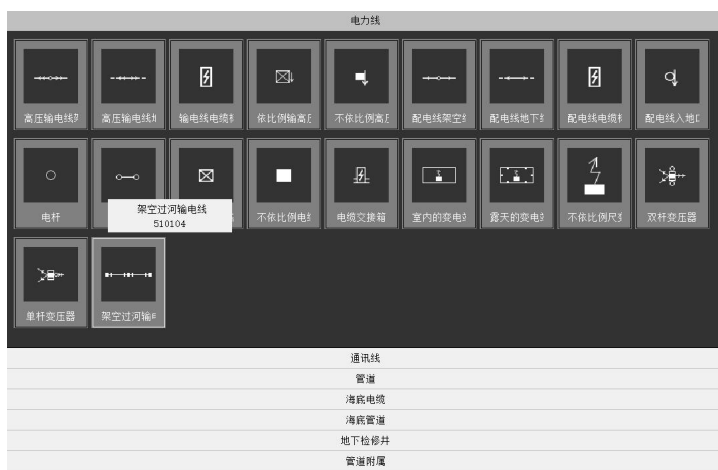 电力线
高压输电线
高压输电线
输电线电缆
依比例输高
不依比例高
配电线架空
配电线地下
配电线电缆
配电线入地
电杆
不依比例电
电缆交接箱
室内的变电
露天的变电
不依比例尺
双杆变压器
架空过河输电线
510104
单杆变压器
架空过河输
通讯线
管道
海底电缆
海底管道
地下检修井
管道附属